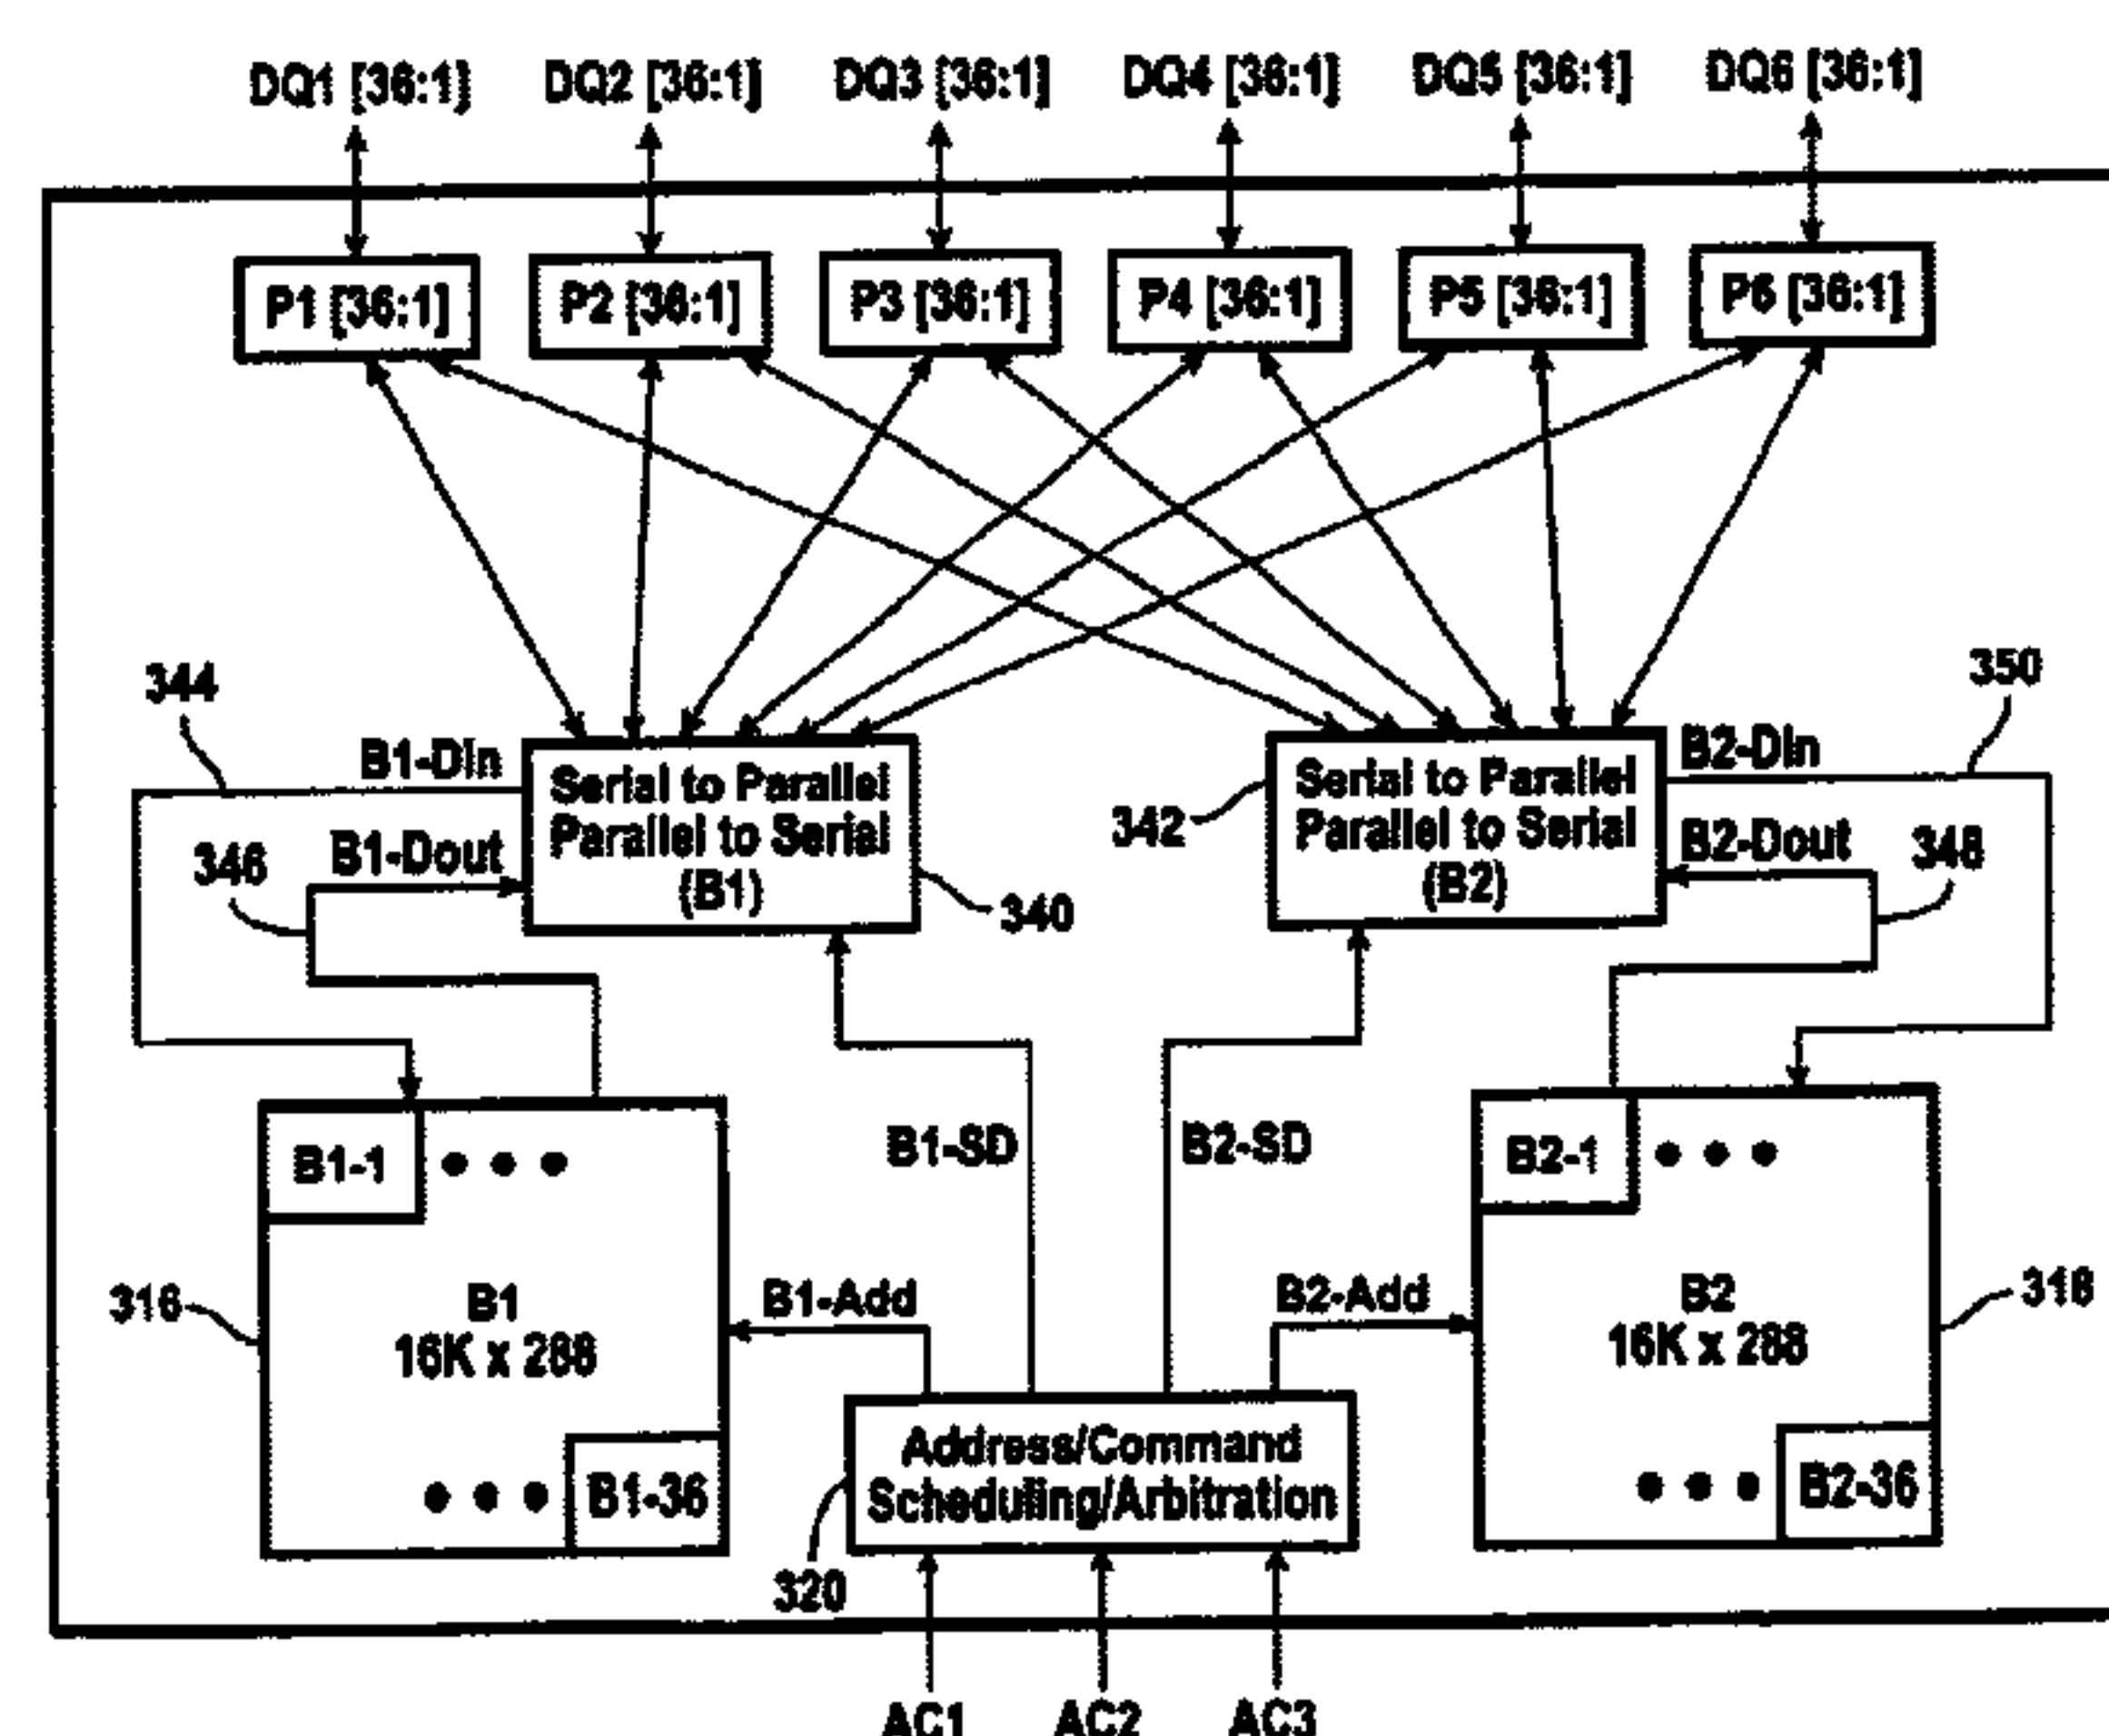 DQ1 [36:1] DQ2 [36:1] DQ3 [36:1] DQ4 [36:1] DQ5 [36:1] DQ6 [36:1]
P1 [36:1] P2 [36:1] P3 [36:1] P4 [36:1] P5 [36:1] P6 [36:1]
344
350
B1-Din
B2-Din
Serial to Parallel
Parallel to Serial
(B1)
Serial to Parallel
Parallel to Serial
(B2)
342
346
B1-Dout
B2-Dout
348
340
B1-1
B1-SD
B2-SD
B2-1
316
B1
16K x 288
B1-Add
B2-Add
B2
16K x 288
318
Address/Command
Scheduling/Arbitration
B1-36
B2-36
320
AC1 AC2 AC3